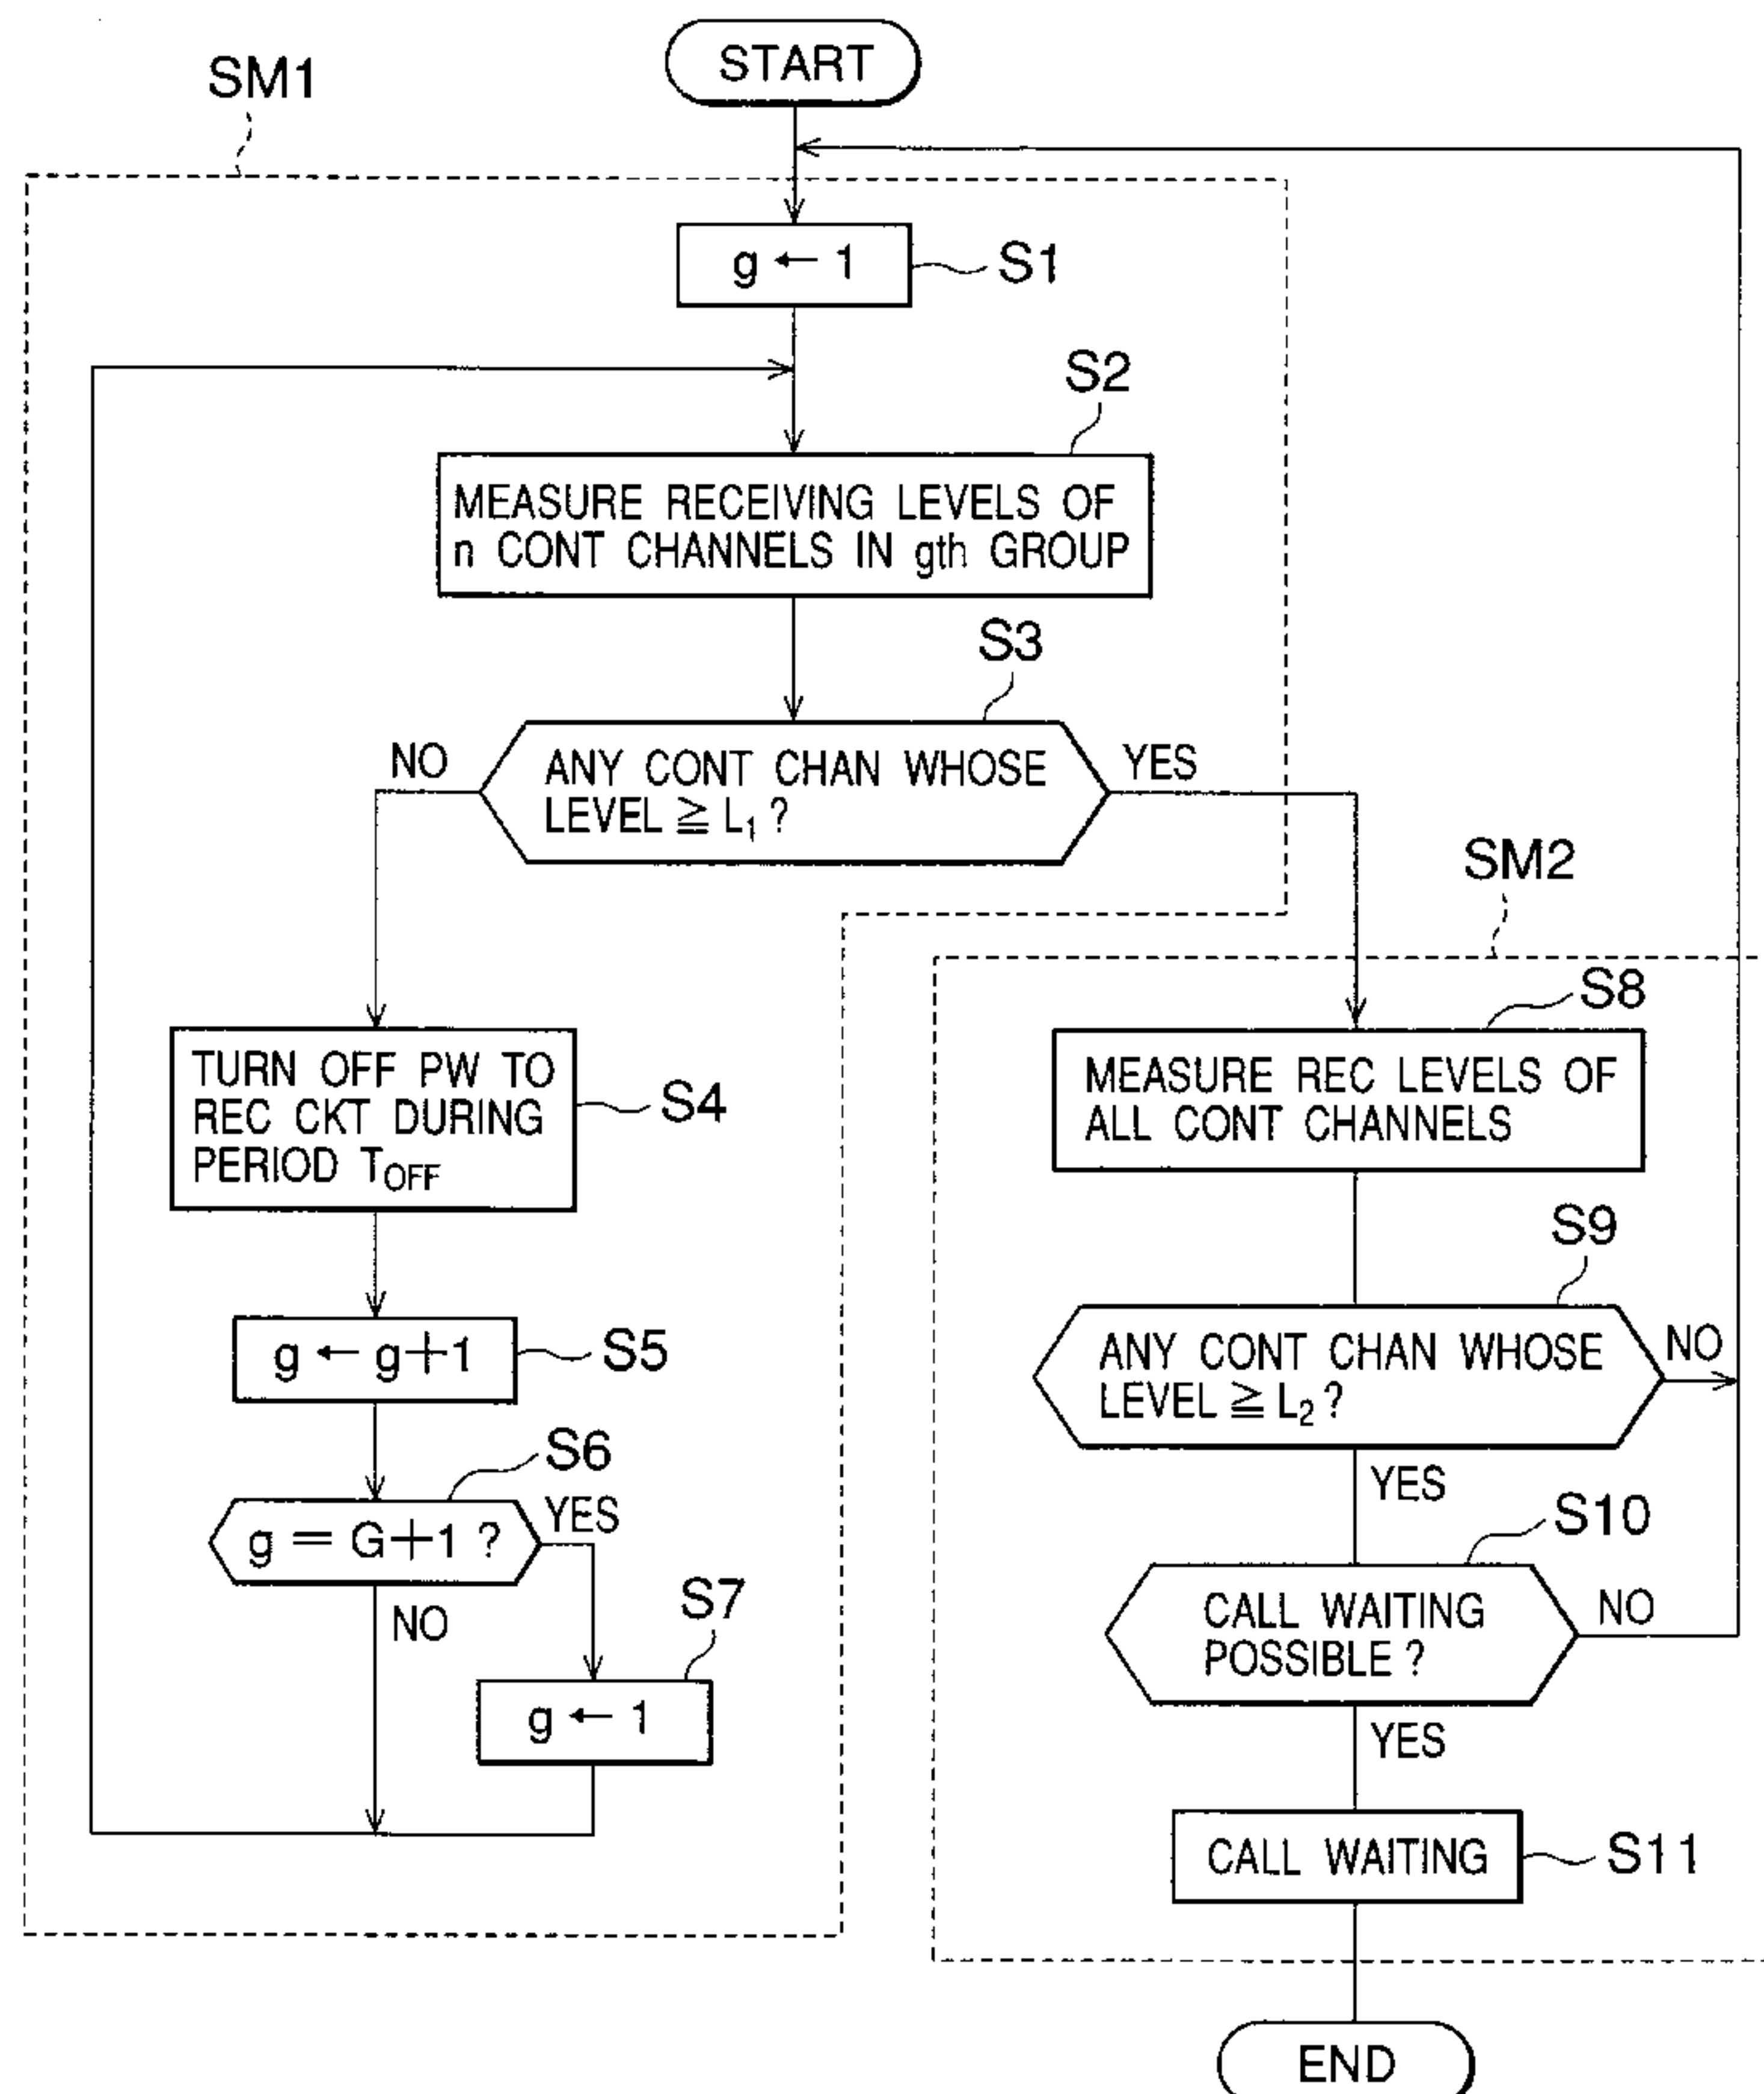 START
SM1
g ← 1
S1
S2
MEASURE RECEIVING LEVELS OF
n CONT CHANNELS IN gth GROUP
S3
NO
ANY CONT CHAN WHOSE
LEVEL ≧ L1 ?
YES
SM2
S8
TURN OFF PW TO
REC CKT DURING
PERIOD TOFF
S4
MEASURE REC LEVELS OF
ALL CONT CHANNELS
S9
g ← g+1
S5
ANY CONT CHAN WHOSE
LEVEL ≧ L2 ?
NO
S6
YES
g = G+1 ?
YES
NO
S10
S7
CALL WAITING
POSSIBLE ?
NO
g ← 1
YES
CALL WAITING
S11
END